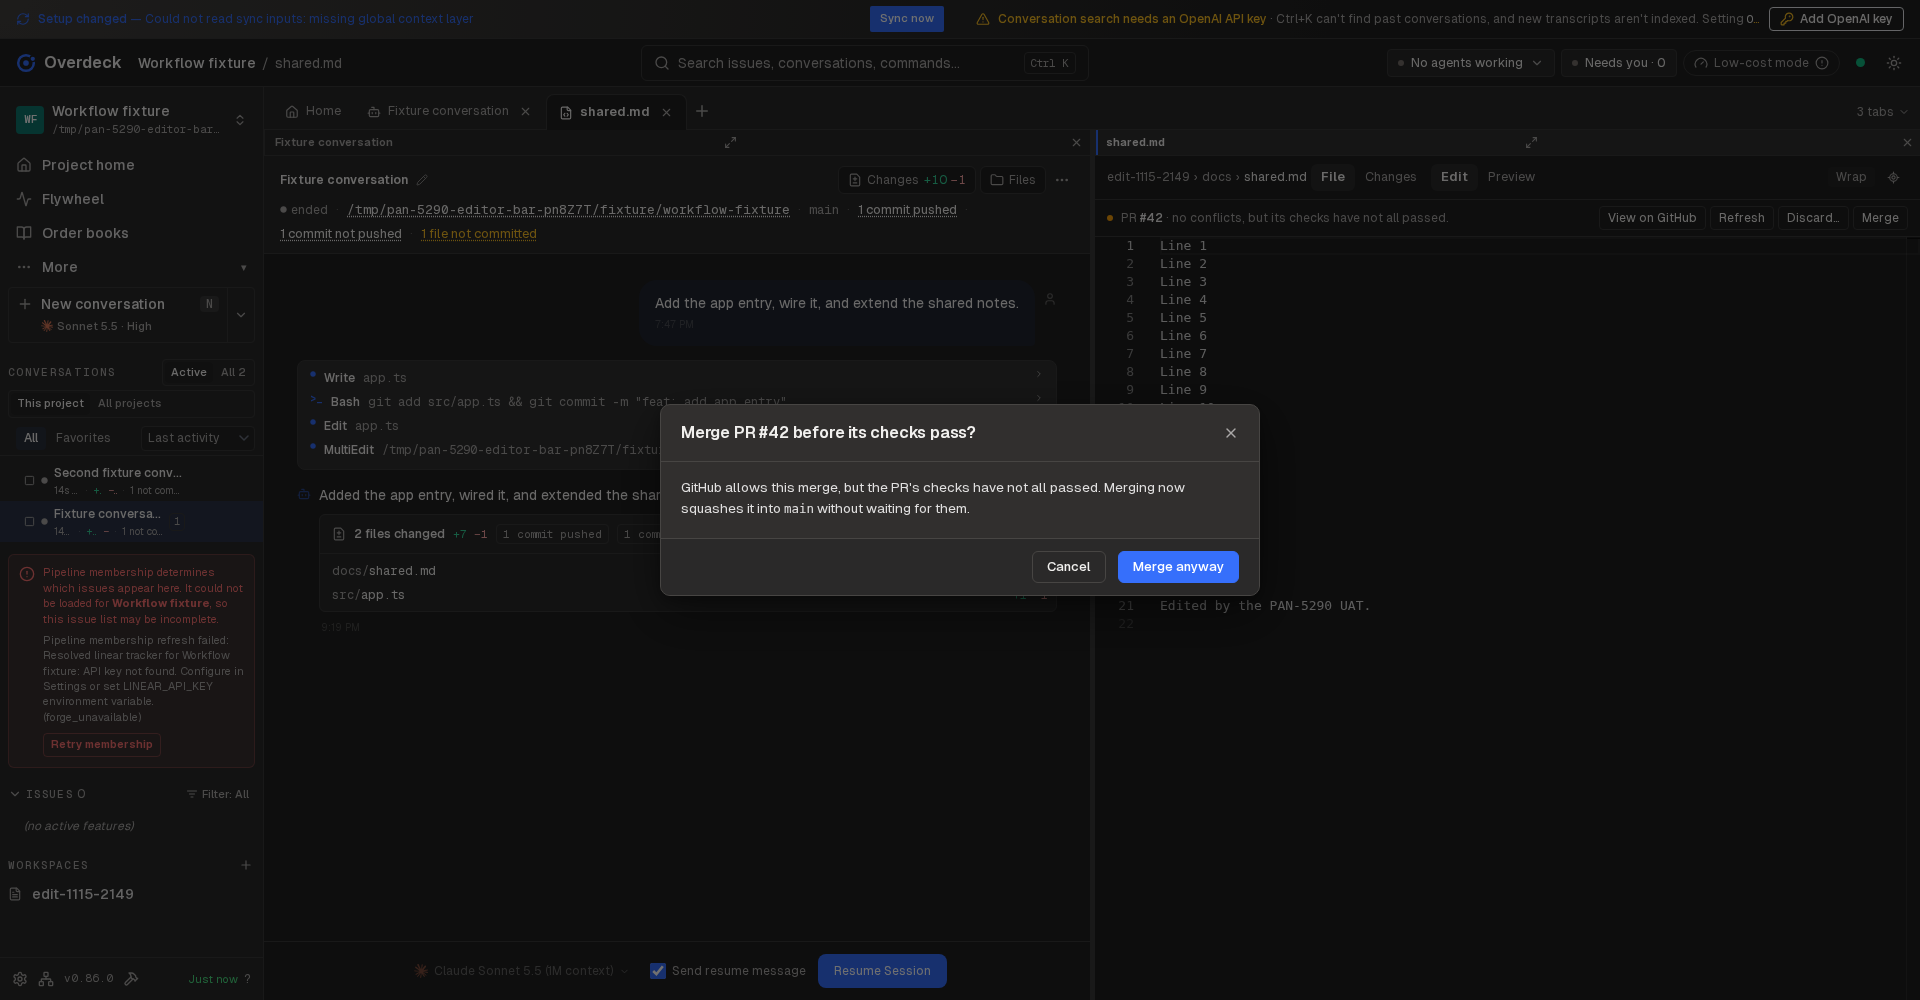 Setup changed — Could not read sync inputs: missing global context layer
Sync now
Conversation search needs an OpenAI API key · Ctrl+K can't find past conversations, and new transcripts aren't indexed. Setting O…
Add OpenAI key
Overdeck
Workflow fixture / shared.md
Search issues, conversations, commands...
Ctrl K
No agents working
Needs you · 0
Low-cost mode
WF
Workflow fixture
/tmp/pan-5290-editor-bar…
Project home
Flywheel
Order books
More
New conversation
N
Sonnet 5.5 · High
CONVERSATIONS
Active
All 2
This project
All projects
All
Favorites
Last activity
Second fixture conv…
14s… · +. −.. · 1 not com…
Fixture conversa…
1
14… · +.. − · 1 not co…
Pipeline membership determines
which issues appear here. It could not
be loaded for Workflow fixture, so
this issue list may be incomplete.
Pipeline membership refresh failed:
Resolved linear tracker for Workflow
fixture: API key not found. Configure in
Settings or set LINEAR_API_KEY
environment variable.
(forge_unavailable)
Retry membership
ISSUES 0
Filter: All
(no active features)
WORKSPACES
edit-1115-2149
v0.86.0
Just now
?
Home
Fixture conversation
shared.md
3 tabs
Fixture conversation
Fixture conversation
Changes +10 −1
Files
ended · /tmp/pan-5290-editor-bar-pn8Z7T/fixture/workflow-fixture · main · 1 commit pushed ·
1 commit not pushed · 1 file not committed
Add the app entry, wire it, and extend the shared notes.
7:47 PM
Write app.ts
Bash git add src/app.ts && git commit -m "feat: add app entry"
Edit app.ts
MultiEdit /tmp/pan-5290-editor-bar-pn8Z7T/fixtu
Added the app entry, wired it, and extended the shar
2 files changed +7 −1
1 commit pushed
1 com
docs/shared.md
src/app.ts
9:19 PM
Claude Sonnet 5.5 (1M context)
Send resume message
Resume Session
shared.md
edit-1115-2149 › docs › shared.md
File
Changes
Edit
Preview
Wrap
PR #42 · no conflicts, but its checks have not all passed.
View on GitHub
Refresh
Discard…
Merge
1 Line 1
2 Line 2
3 Line 3
4 Line 4
5 Line 5
6 Line 6
7 Line 7
8 Line 8
9 Line 9
21 Edited by the PAN-5290 UAT.
22
Merge PR #42 before its checks pass?
GitHub allows this merge, but the PR's checks have not all passed. Merging now
squashes it into main without waiting for them.
Cancel
Merge anyway